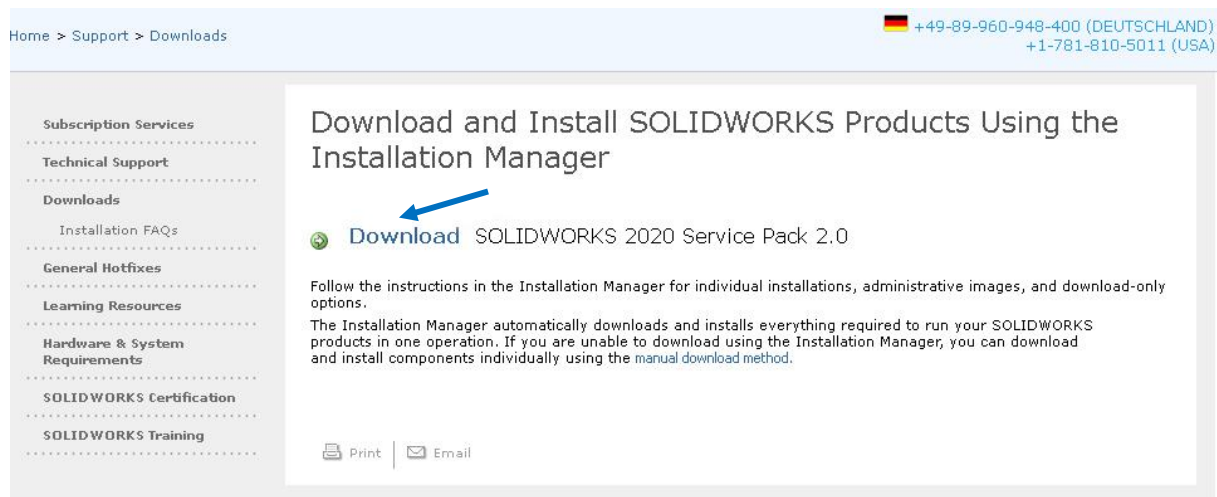 Home > Support > Downloads
+49-89-960-948-400 (DEUTSCHLAND)
+1-781-810-5011 (USA)
Subscription Services
Technical Support
Downloads
Installation FAQs
General Hotfixes
Learning Resources
Hardware & System
Requirements
SOLIDWORKS Certification
SOLIDWORKS Training
Download and Install SOLIDWORKS Products Using the
Installation Manager
Download SOLIDWORKS 2020 Service Pack 2.0
Follow the instructions in the Installation Manager for individual installations, administrative images, and download-only
options.
The Installation Manager automatically downloads and installs everything required to run your SOLIDWORKS
products in one operation. If you are unable to download using the Installation Manager, you can download
and install components individually using the manual download method.
Print
Email